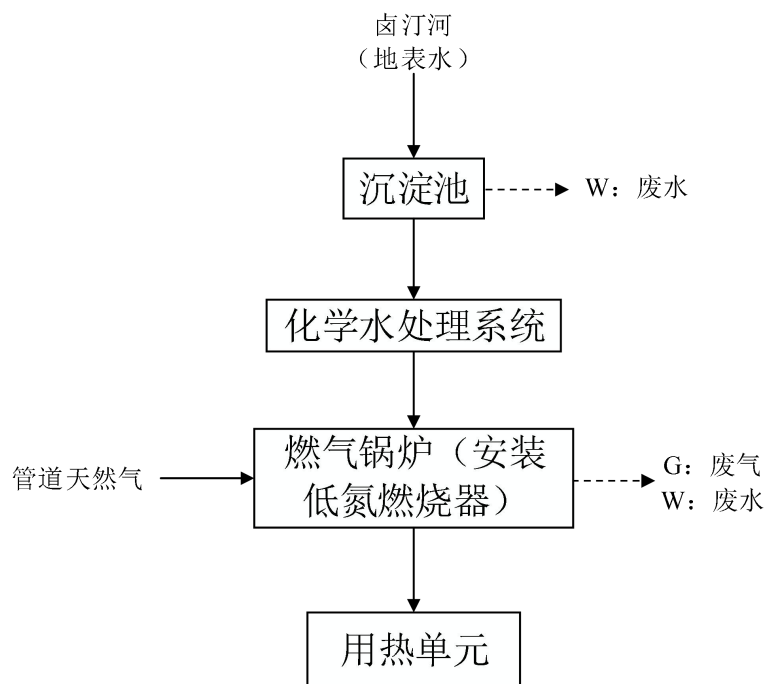 卤汀河
（地表水）
沉淀池
W：废水
化学水处理系统
管道天然气
燃气锅炉（安装
低氮燃烧器）
G：废气
W：废水
用热单元